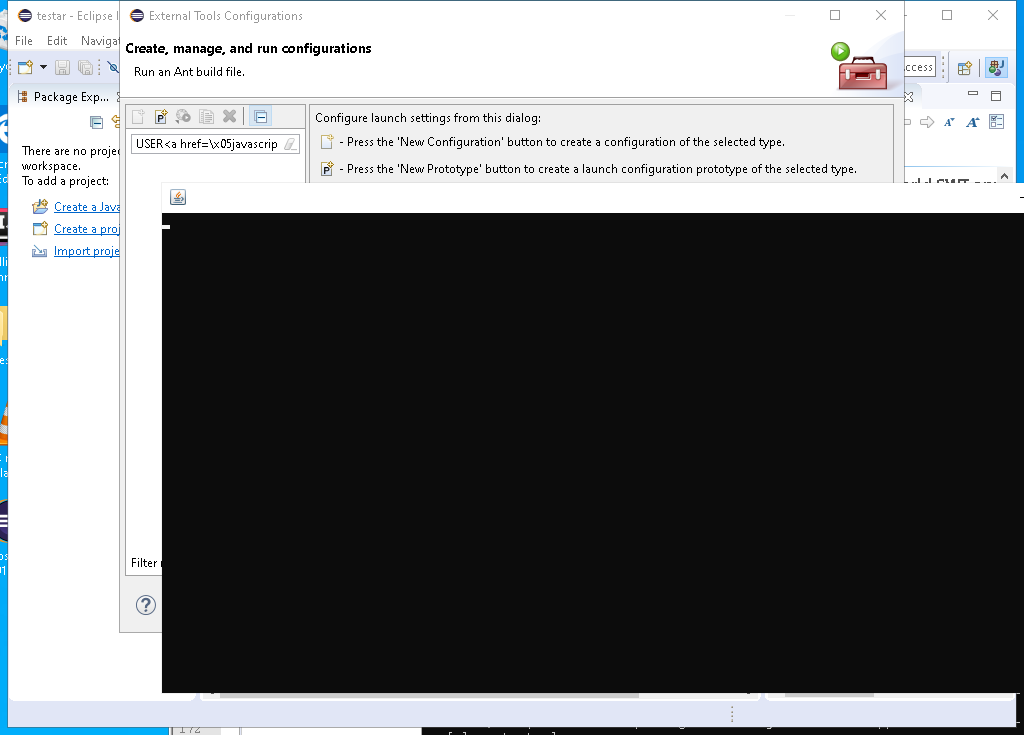 testar - Eclipse I
External Tools Configurations
File Edit Navigat
Create, manage, and run configurations
Run an Ant build file.
ccess
Package Exp...
Configure launch settings from this dialog:
USER<a href=\x05javascrip
- Press the 'New Configuration' button to create a configuration of the selected type.
- Press the 'New Prototype' button to create a launch configuration prototype of the selected type.
There are no projec
workspace.
To add a project:
Create a Java
Create a proj
Import proje
Filter
172